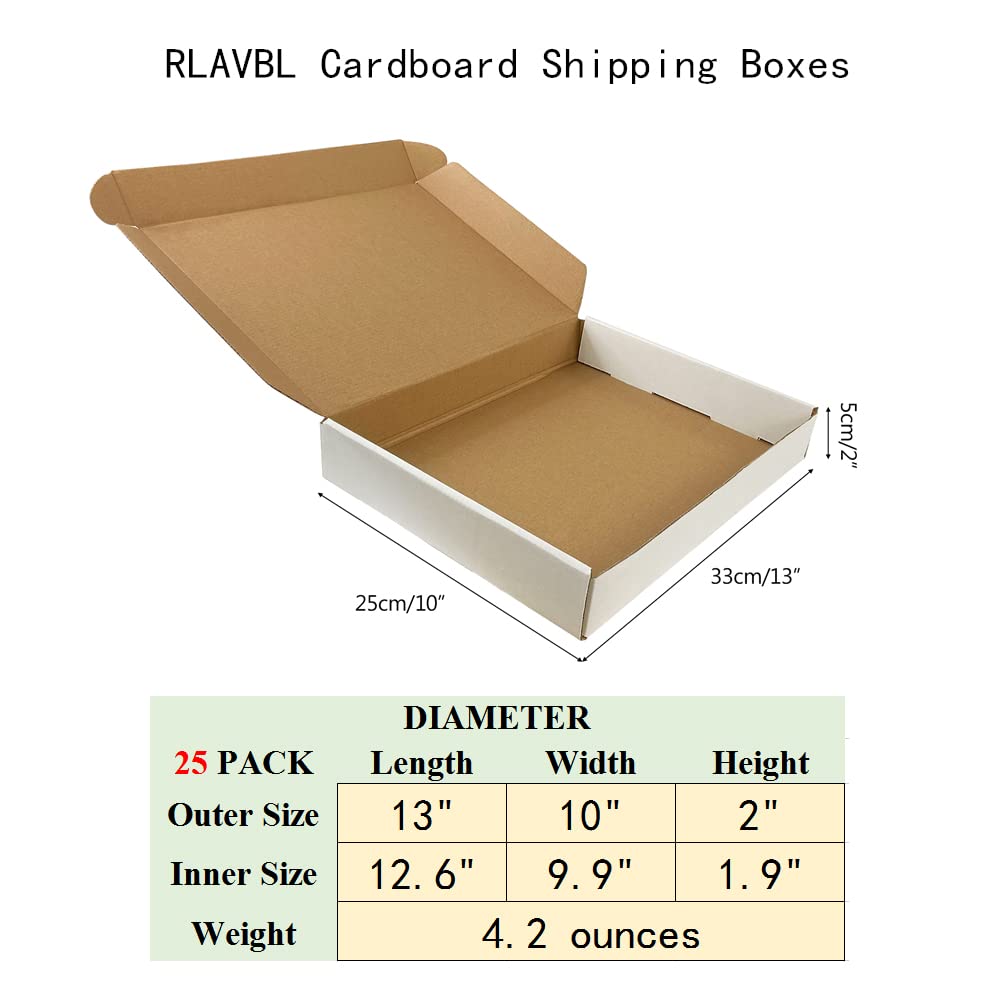 RLAVBL Cardboard Shipping Boxes
5cm/2"
33cm/13"
25cm/10"
DIAMETER
25 PACK Length Width Height
Outer Size 13" 10" 2"
Inner Size 12.6" 9.9" 1.9"
Weight 4.2 ounces